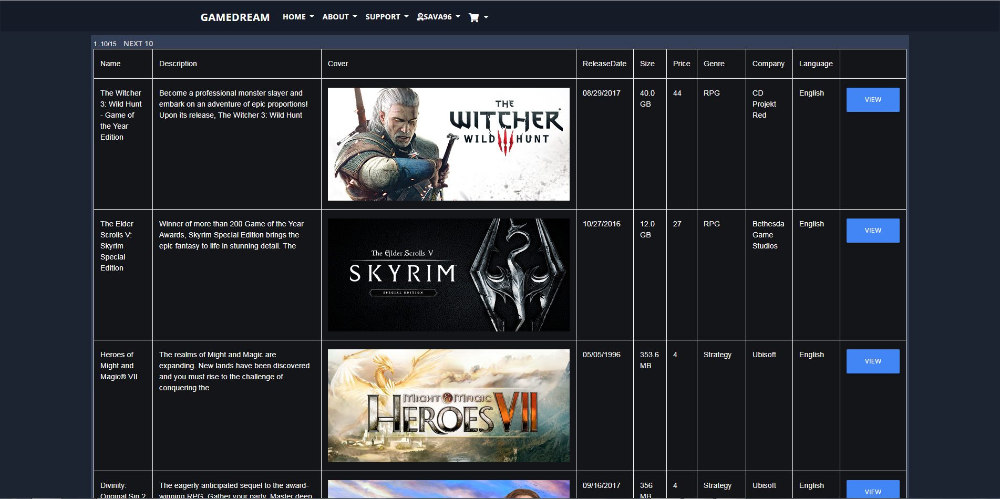 GAMEDREAM HOME ABOUT SUPPORT SAVA96
1..10/15 NEXT 10
Name Description Cover ReleaseDate Size Price Genre Company Language
The Witcher
3: Wild Hunt
- Game of
the Year
Edition
Become a professional monster slayer and
embark on an adventure of epic proportions!
Upon its release, The Witcher 3: Wild Hunt
THE
WITCHER
WILD III HUNT
08/29/2017
40.0
GB
44
RPG
CD
Projekt
Red
English
VIEW
The Elder
Scrolls V:
Skyrim
Special
Edition
Winner of more than 200 Game of the Year
Awards, Skyrim Special Edition brings the
epic fantasy to life in stunning detail. The
The Elder Scrolls V
SKYRIM
SPECIAL EDITION
10/27/2016
12.0
GB
27
RPG
Bethesda
Game
Studios
English
VIEW
Heroes of
Might and
Magic® VII
The realms of Might and Magic are
expanding. New lands have been discovered
and you must rise to the challenge of
conquering the
MIGHT & MAGIC
HEROES VII
05/05/1996
353.6
MB
4
Strategy
Ubisoft
English
VIEW
Divinity:
Original Sin 2
The eagerly anticipated sequel to the award-
winning RPG. Gather your party. Master deep
09/16/2017
356
MB
4
Strategy
Ubisoft
English
VIEW